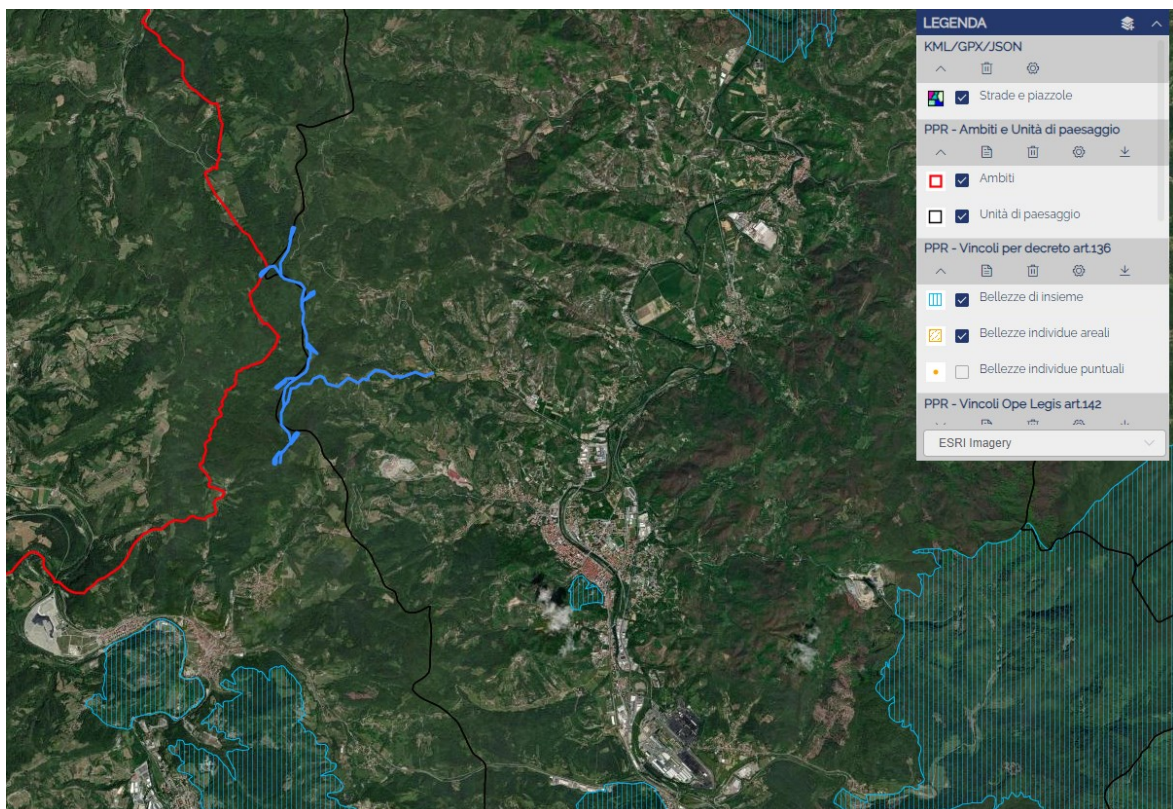 LEGENDA
KML/GPX/JSON
Strade e piazzole
PPR - Ambiti e Unità di paesaggio
Ambiti
Unità di paesaggio
PPR - Vincoli per decreto art.136
Bellezze di insieme
Bellezze individue areali
Bellezze individue puntuali
PPR - Vincoli Ope Legis art.142
ESRI Imagery